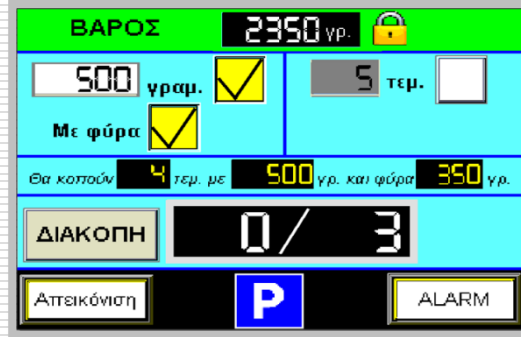 ΒΑΡΟΣ 2350 γρ.
500 γραμ. 5 τεμ.
Με φύρα
Θα κοπούν 4 τεμ. με 500 γρ. και φύρα 350 γρ.
ΔΙΑΚΟΠΗ 0/ 3
Απεικόνιση P ALARM